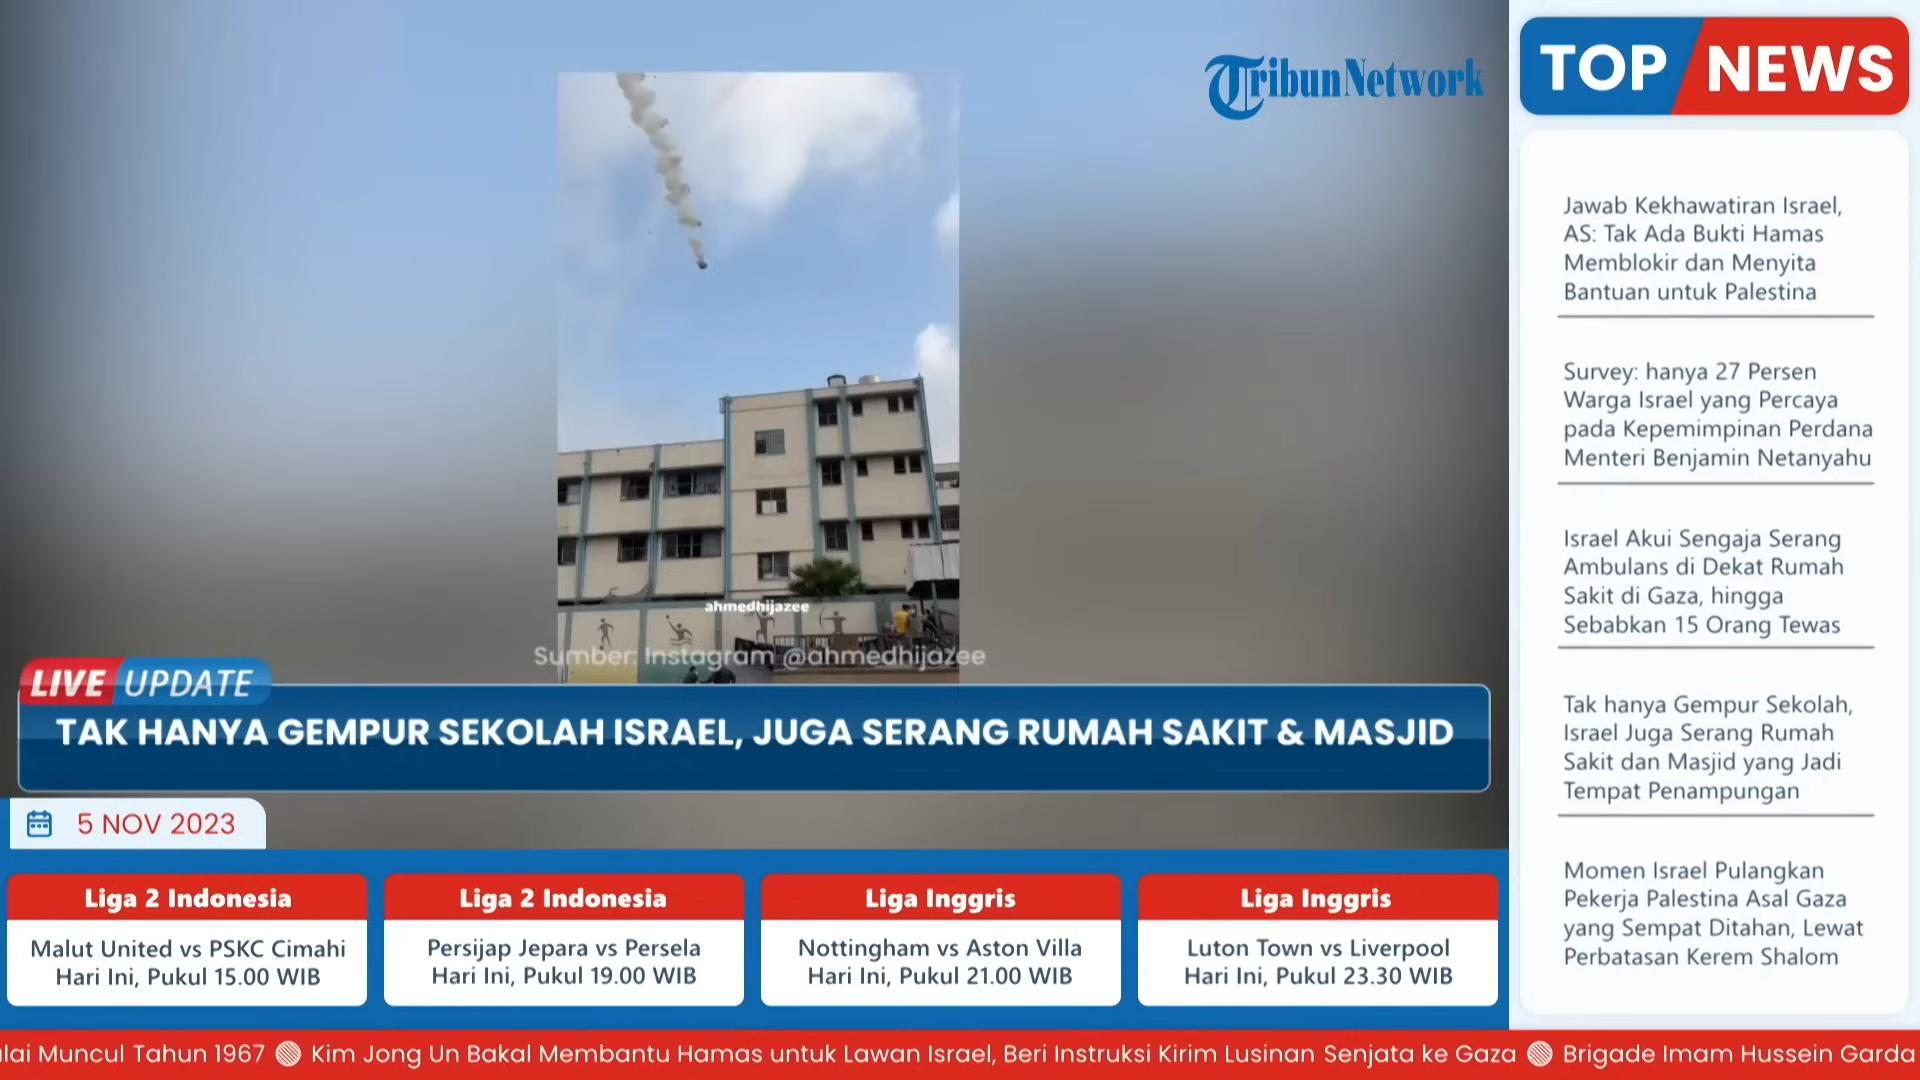 TribunNetwork
ahmedhijazee
Sumber: Instagram @ahmedhijazee
LIVE UPDATE
TAK HANYA GEMPUR SEKOLAH ISRAEL, JUGA SERANG RUMAH SAKIT & MASJID
5 NOV 2023
Liga 2 Indonesia
Malut United vs PSKC Cimahi
Hari Ini, Pukul 15.00 WIB
Liga 2 Indonesia
Persijap Jepara vs Persela
Hari Ini, Pukul 19.00 WIB
Liga Inggris
Nottingham vs Aston Villa
Hari Ini, Pukul 21.00 WIB
Liga Inggris
Luton Town vs Liverpool
Hari Ini, Pukul 23.30 WIB
TOP NEWS
Jawab Kekhawatiran Israel,
AS: Tak Ada Bukti Hamas
Memblokir dan Menyita
Bantuan untuk Palestina
Survey: hanya 27 Persen
Warga Israel yang Percaya
pada Kepemimpinan Perdana
Menteri Benjamin Netanyahu
Israel Akui Sengaja Serang
Ambulans di Dekat Rumah
Sakit di Gaza, hingga
Sebabkan 15 Orang Tewas
Tak hanya Gempur Sekolah,
Israel Juga Serang Rumah
Sakit dan Masjid yang Jadi
Tempat Penampungan
Momen Israel Pulangkan
Pekerja Palestina Asal Gaza
yang Sempat Ditahan, Lewat
Perbatasan Kerem Shalom
lai Muncul Tahun 1967 Kim Jong Un Bakal Membantu Hamas untuk Lawan Israel, Beri Instruksi Kirim Lusinan Senjata ke Gaza Brigade Imam Hussein Garda